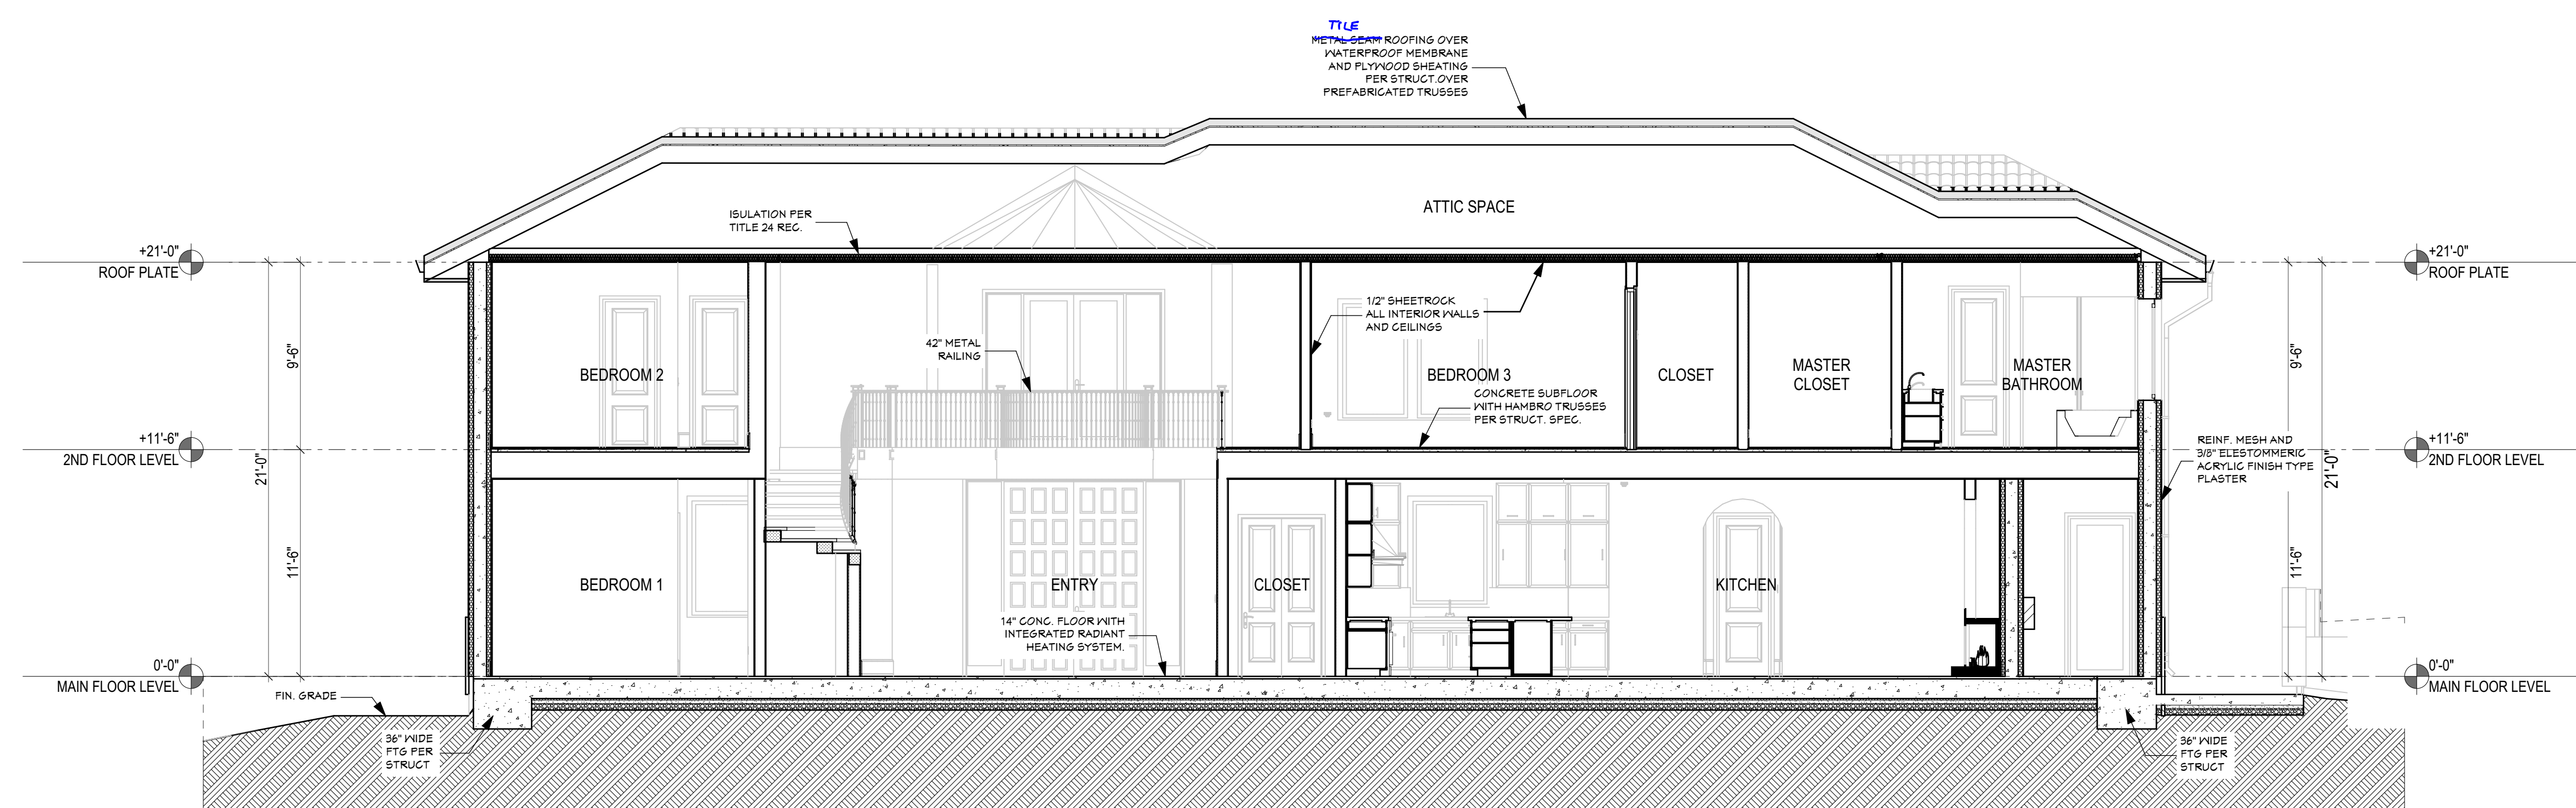 TILE
METAL SEAM ROOFING OVER
WATERPROOF MEMBRANE
AND PLYWOOD SHEATING
PER STRUCT.OVER
PREFABRICATED TRUSSES
ATTIC SPACE
ISULATION PER
TITLE 24 REC.
+21'-0"
ROOF PLATE
+21'-0"
ROOF PLATE
1/2" SHEETROCK
ALL INTERIOR WALLS
AND CEILINGS
42" METAL
RAILING
9'-6"
9'-6"
BEDROOM 2
BEDROOM 3
CLOSET
MASTER
CLOSET
MASTER
BATHROOM
CONCRETE SUBFLOOR
WITH HAMBRO TRUSSES
PER STRUCT. SPEC.
+11'-6"
2ND FLOOR LEVEL
21'-0"
REINF. MESH AND
3/8" ELESTOMMERIC
ACRYLIC FINISH TYPE
PLASTER
21'-0"
+11'-6"
2ND FLOOR LEVEL
11'-6"
11'-6"
BEDROOM 1
ENTRY
CLOSET
KITCHEN
14" CONC. FLOOR WITH
INTEGRATED RADIANT
HEATING SYSTEM.
0'-0"
MAIN FLOOR LEVEL
0'-0"
MAIN FLOOR LEVEL
FIN. GRADE
36" WIDE
FTG PER
STRUCT
36" WIDE
FTG PER
STRUCT